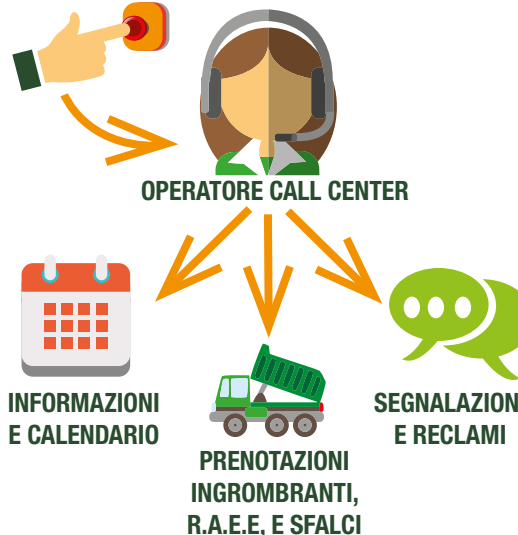 OPERATORE CALL CENTER
INFORMAZIONI
E CALENDARIO
SEGNALAZION
E RECLAMI
PRENOTAZIONI
INGROMBRANTI,
R.A.E.E, E SFALCI